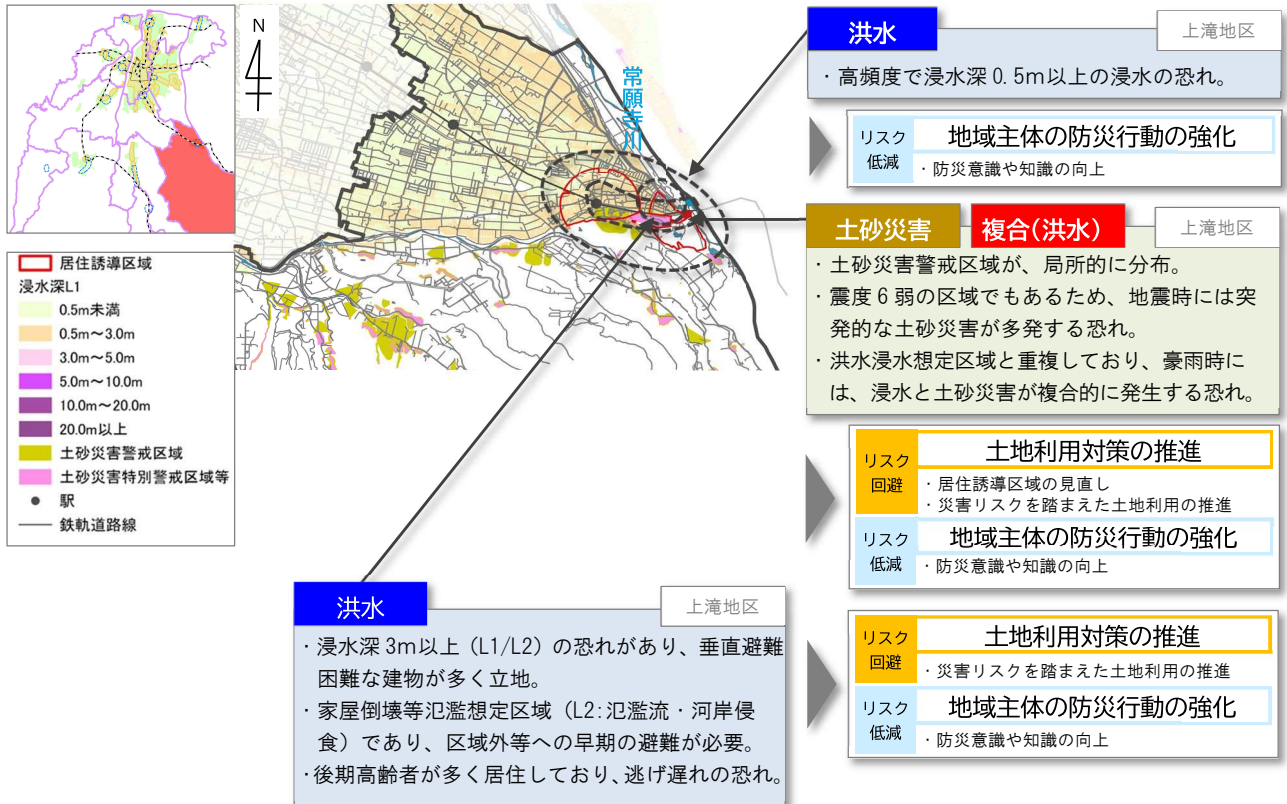 N
常願寺川
居住誘導区域
浸水深L1
0.5m未満
0.5m～3.0m
3.0m～5.0m
5.0m～10.0m
10.0m～20.0m
20.0m以上
土砂災害警戒区域
土砂災害特別警戒区域等
駅
鉄軌道路線
洪水
上滝地区
・高頻度で浸水深0.5m以上の浸水の恐れ。
リスク
低減
地域主体の防災行動の強化
・防災意識や知識の向上
土砂災害
複合(洪水)
上滝地区
・土砂災害警戒区域が、局所的に分布。
・震度6弱の区域でもあるため、地震時には突
発的な土砂災害が多発する恐れ。
・洪水浸水想定区域と重複しており、豪雨時に
は、浸水と土砂災害が複合的に発生する恐れ。
リスク
回避
土地利用対策の推進
・居住誘導区域の見直し
・災害リスクを踏まえた土地利用の推進
リスク
低減
地域主体の防災行動の強化
・防災意識や知識の向上
洪水
上滝地区
・浸水深3m以上（L1/L2）の恐れがあり、垂直避難
困難な建物が多く立地。
・家屋倒壊等氾濫想定区域（L2:氾濫流・河岸侵
食）であり、区域外等への早期の避難が必要。
・後期高齢者が多く居住しており、逃げ遅れの恐れ。
リスク
回避
土地利用対策の推進
・災害リスクを踏まえた土地利用の推進
リスク
低減
地域主体の防災行動の強化
・防災意識や知識の向上